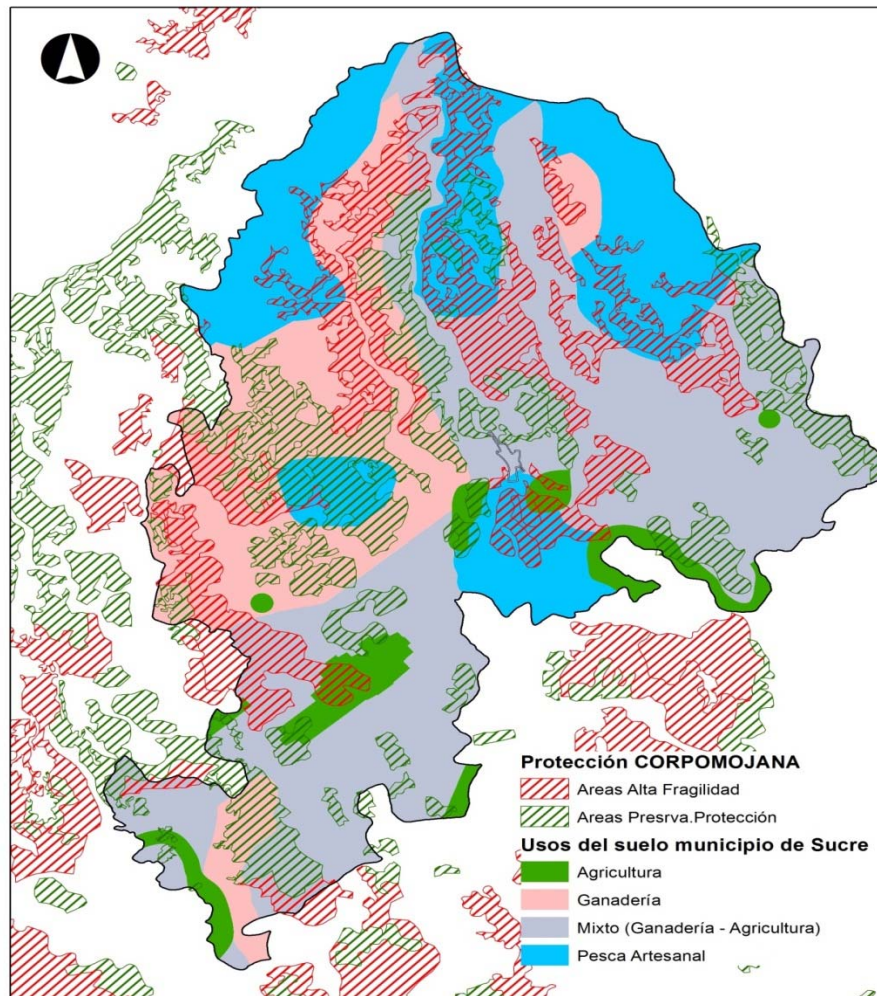 Protección CORPOMOJANA
Areas Alta Fragilidad
Areas Presrva.Protección
Usos del suelo municipio de Sucre
Agricultura
Ganadería
Mixto (Ganadería - Agricultura)
Pesca Artesanal